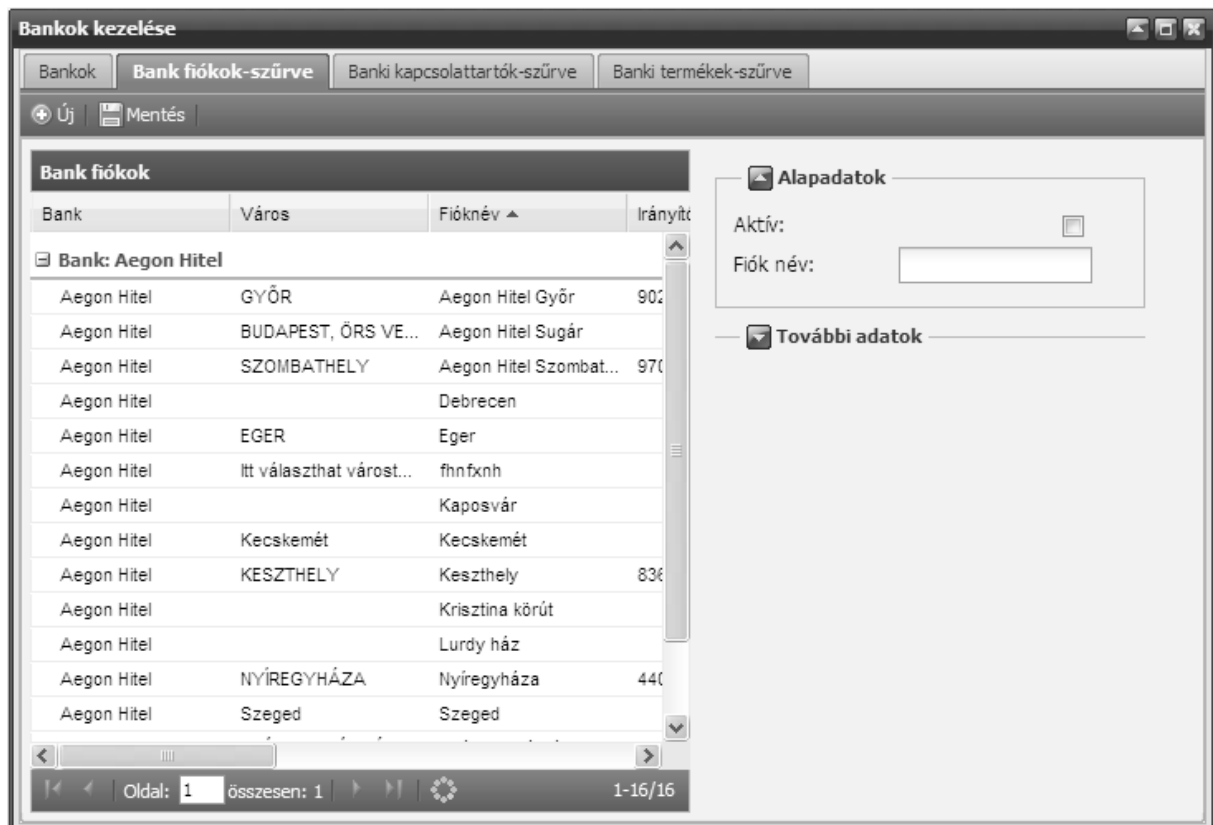 Bankok kezelése
Bankok Bank fiókok-szűrve Banki kapcsolattartók-szűrve Banki termékek-szűrve
Új Mentés
Bank fiókok
Bank Város Fióknév Irányító
Bank: Aegon Hitel
Aegon Hitel GYŐR Aegon Hitel Győr 902
Aegon Hitel BUDAPEST, ÖRS VE... Aegon Hitel Sugár
Aegon Hitel SZOMBATHELY Aegon Hitel Szombat... 970
Aegon Hitel Debrecen
Aegon Hitel EGER Eger
Aegon Hitel Itt választhat várost... fhnfxnh
Aegon Hitel Kaposvár
Aegon Hitel Kecskemét Kecskemét
Aegon Hitel KESZTHELY Keszthely 836
Aegon Hitel Krisztina körút
Aegon Hitel Lurdy ház
Aegon Hitel NYÍREGYHÁZA Nyíregyháza 440
Aegon Hitel Szeged Szeged
Oldal: 1 összesen: 1 1-16/16
Alapadatok
Aktív:
Fiók név:
További adatok